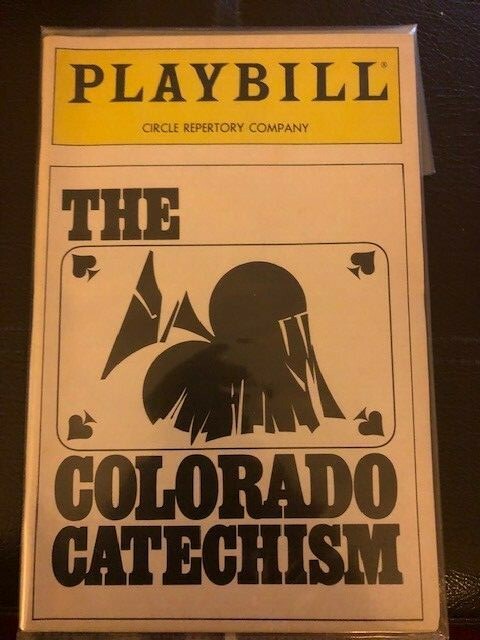 PLAYBILL®
CIRCLE REPERTORY COMPANY
THE
COLORADO
CATECHISM